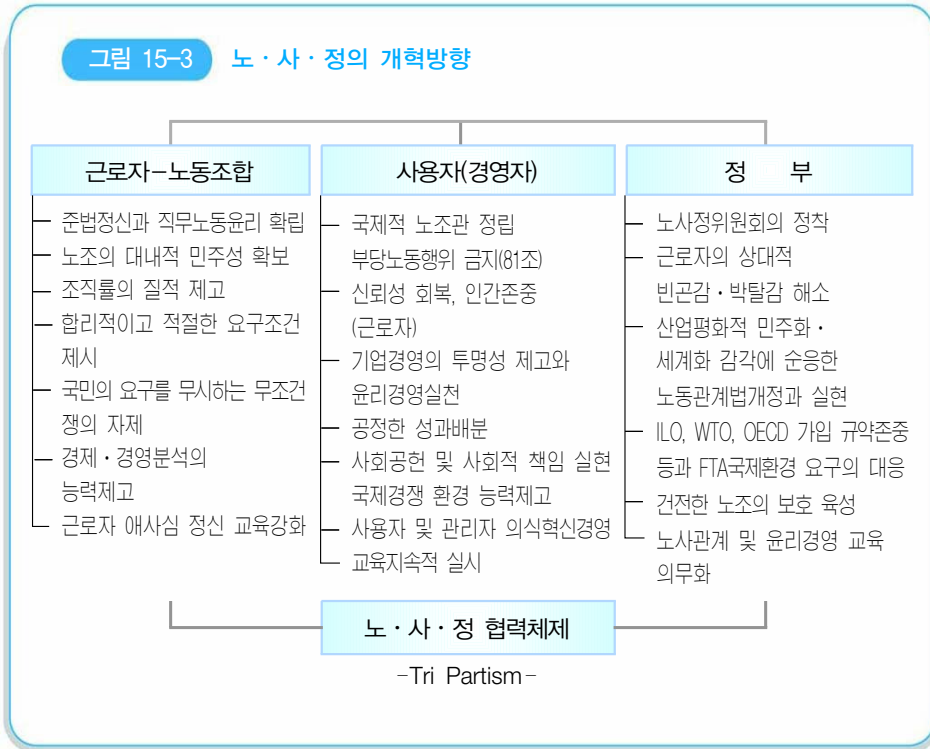 그림 15-3 노·사·정의 개혁방향
근로자-노동조합
준법정신과 직무노동윤리 확립
노조의 대내적 민주성 확보
조직률의 질적 제고
합리적이고 적절한 요구조건
제시
국민의 요구를 무시하는 무조건
쟁의 자제
경제·경영분석의
능력제고
근로자 애사심 정신 교육강화
사용자(경영자)
국제적 노조관 정립
부당노동행위 금지(81조)
신뢰성 회복, 인간존중
(근로자)
기업경영의 투명성 제고와
윤리경영실천
공정한 성과배분
사회공헌 및 사회적 책임 실현
국제경쟁 환경 능력제고
사용자 및 관리자 의식혁신경영
교육지속적 실시
정 부
노사정위원회의 정착
근로자의 상대적
빈곤감·박탈감 해소
산업평화적 민주화·
세계화 감각에 순응한
노동관계법개정과 실현
ILO, WTO, OECD 가입 규약존중
등과 FTA국제환경 요구의 대응
건전한 노조의 보호 육성
노사관계 및 윤리경영 교육
의무화
노·사·정 협력체제
-Tri Partism-